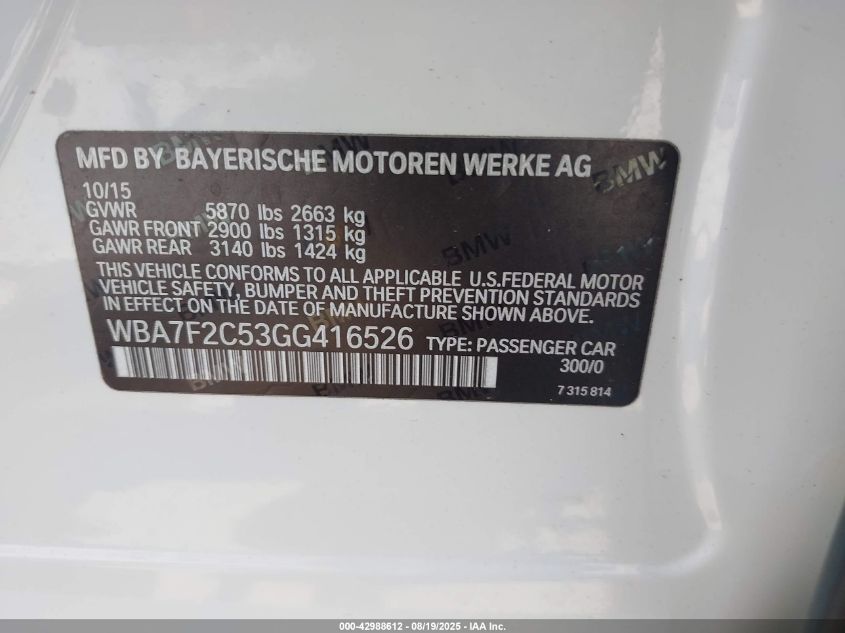 MFD BY BAYERISCHE MOTOREN WERKE AG
10/15
GVWR 5870 lbs 2663 kg
GAWR FRONT 2900 lbs 1315 kg
GAWR REAR 3140 lbs 1424 kg
THIS VEHICLE CONFORMS TO ALL APPLICABLE U.S.FEDERAL MOTOR
VEHICLE SAFETY, BUMPER AND THEFT PREVENTION STANDARDS
IN EFFECT ON THE DATE OF MANUFACTURE SHOWN ABOVE.
WBA7F2C53GG416526 TYPE: PASSENGER CAR
300/0
7 315 814
000-42988612 - 08/19/2025 - IAA Inc.